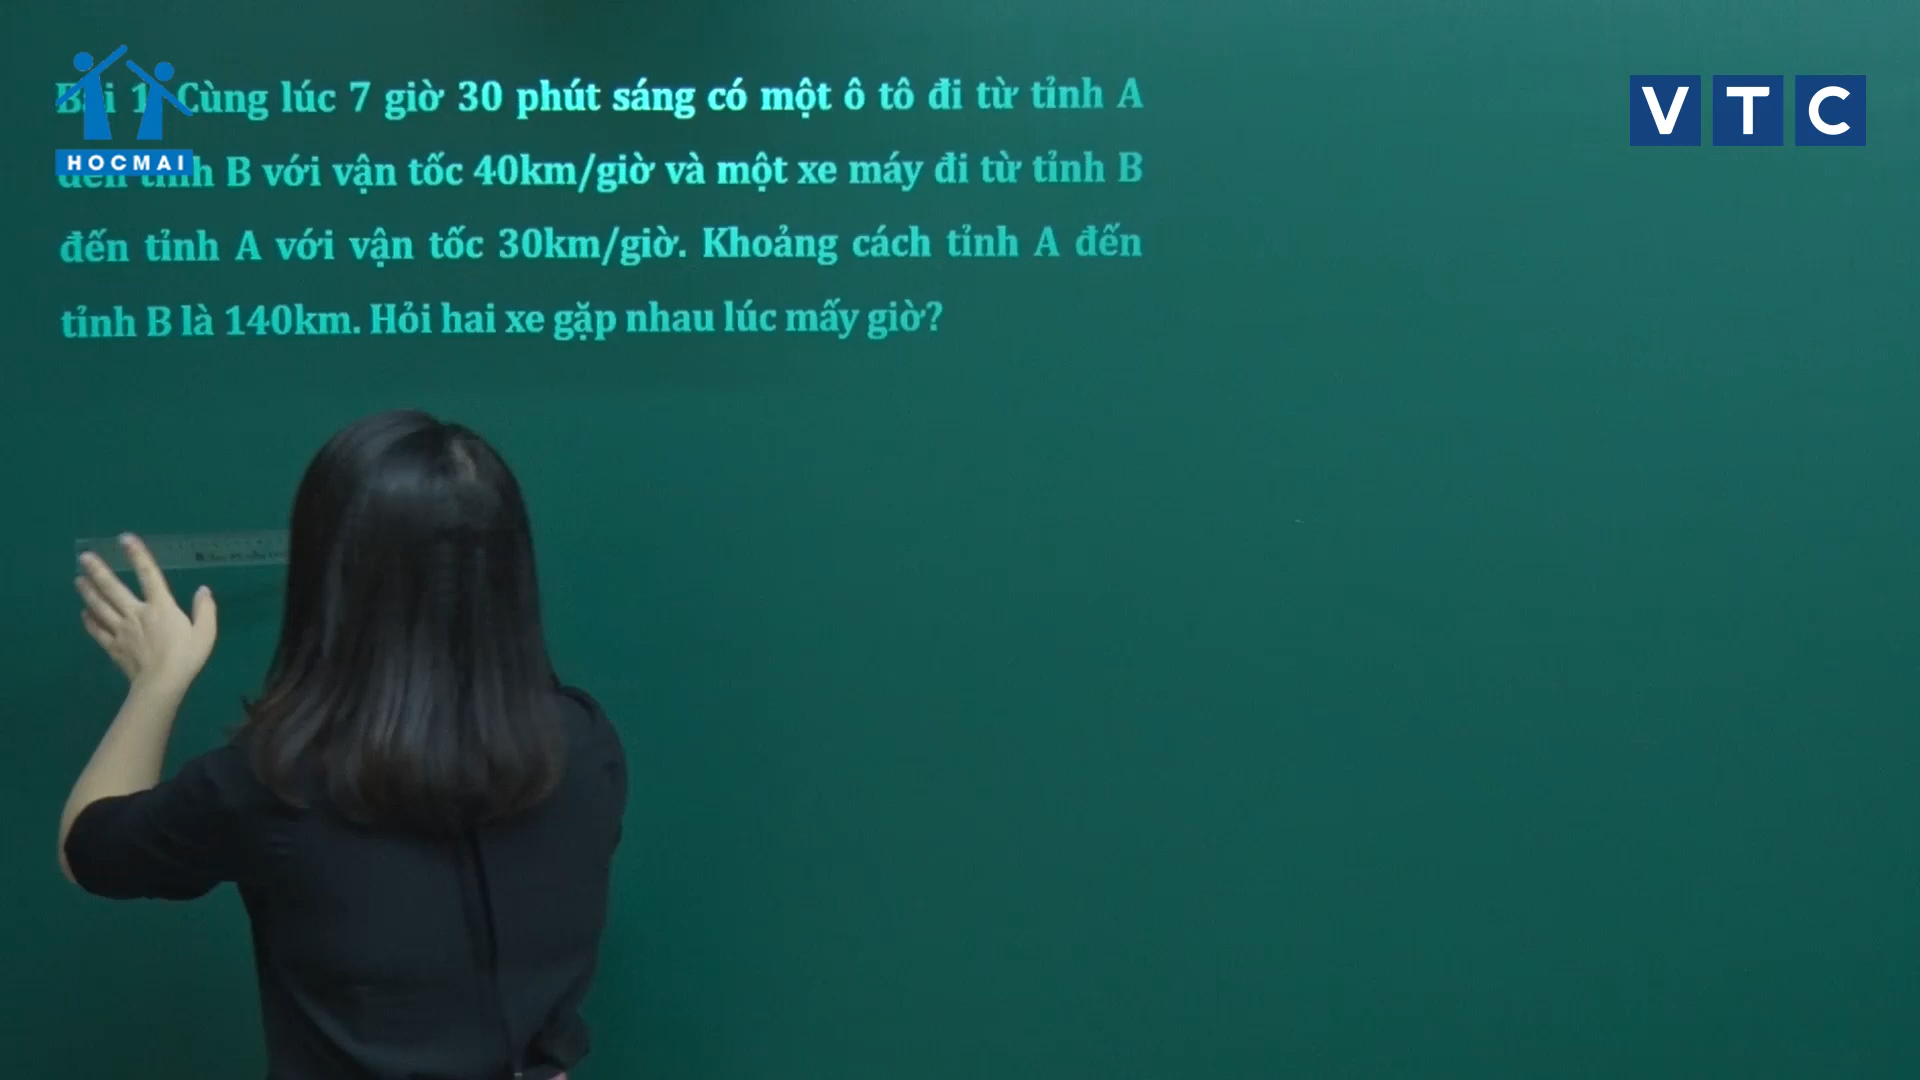 Bài 1: Cùng lúc 7 giờ 30 phút sáng có một ô tô đi từ tỉnh A
đến tỉnh B với vận tốc 40km/giờ và một xe máy đi từ tỉnh B
đến tỉnh A với vận tốc 30km/giờ. Khoảng cách tỉnh A đến
tỉnh B là 140km. Hỏi hai xe gặp nhau lúc mấy giờ?
HOCMAI
VTC